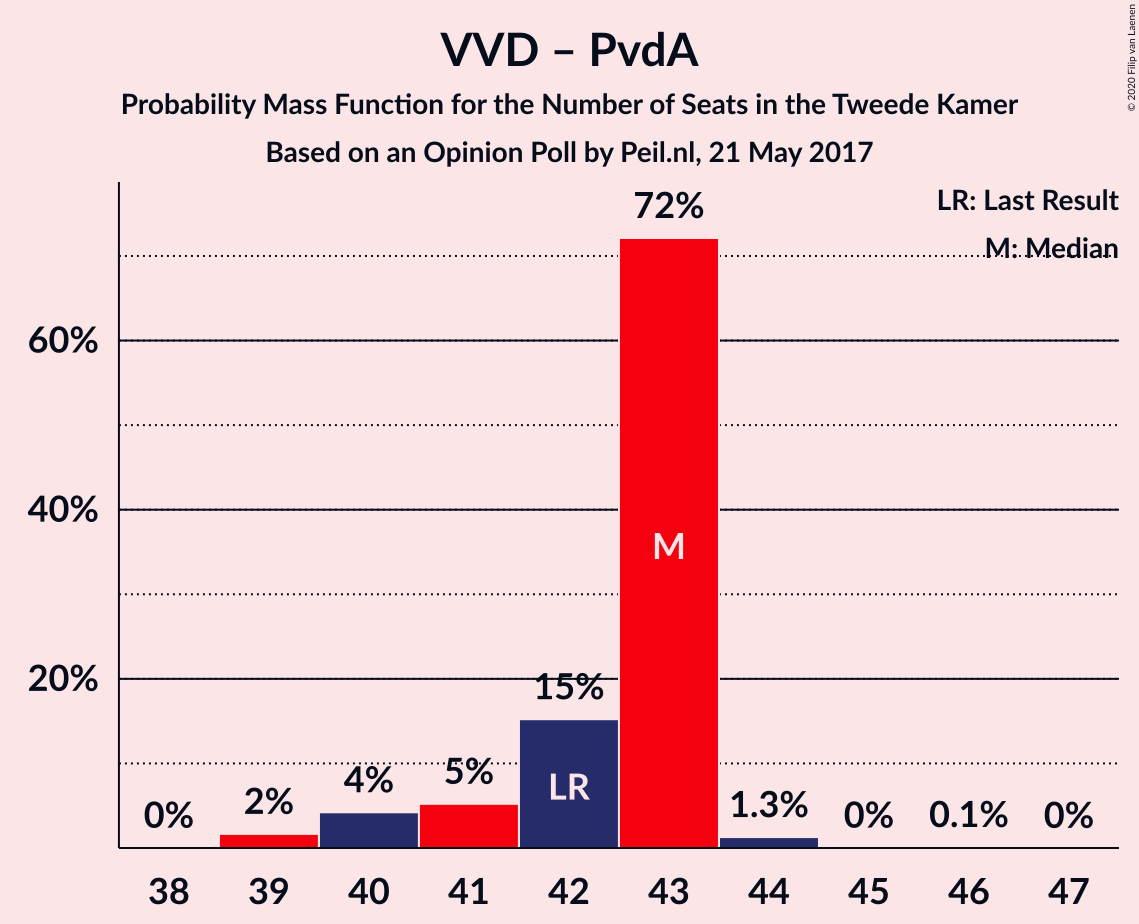 VVD – PvdA
Probability Mass Function for the Number of Seats in the Tweede Kamer
Based on an Opinion Poll by Peil.nl, 21 May 2017
© 2020 Filip van Laenen
LR: Last Result
M: Median
60%
40%
20%
0%
2%
4%
5%
15%
72%
1.3%
0%
0.1%
0%
LR
M
38 39 40 41 42 43 44 45 46 47